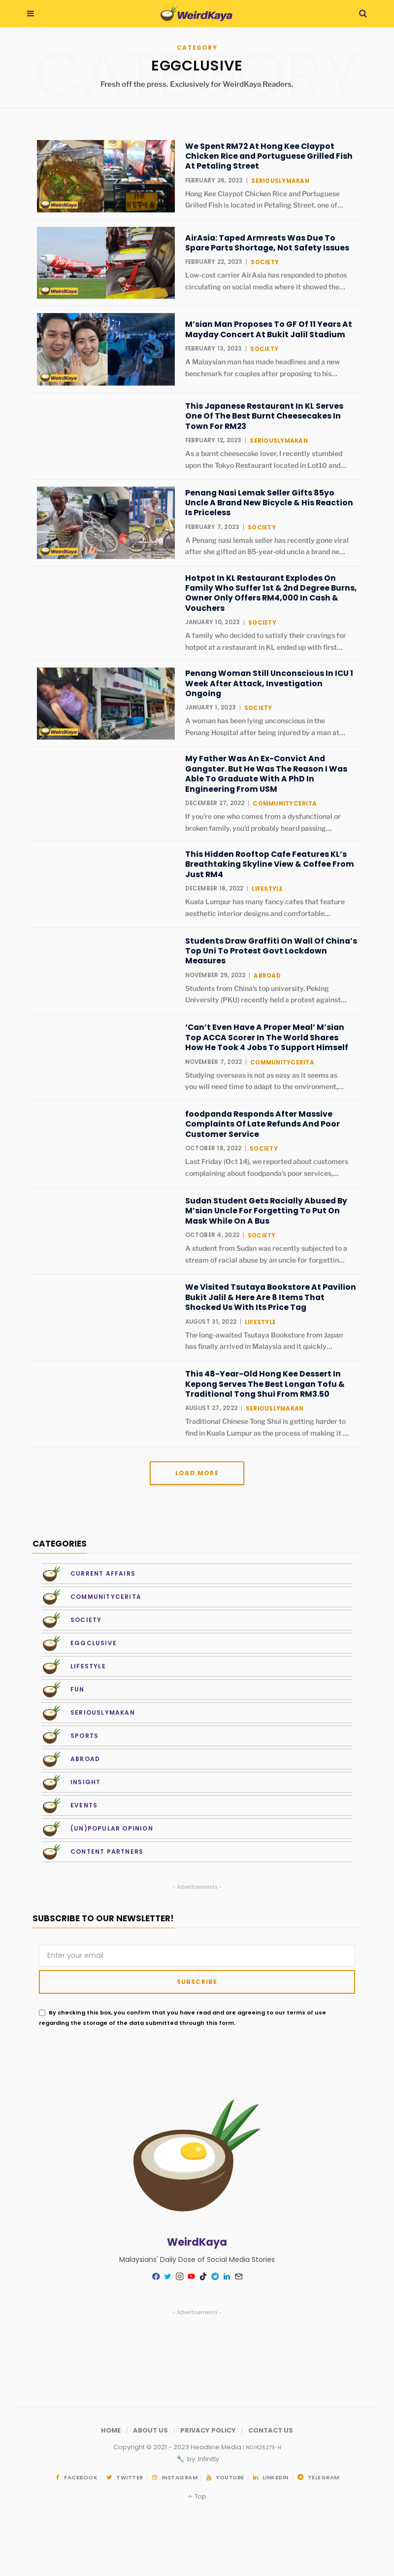 WeirdKaya
CATEGORY
CATEGORY
EGGCLUSIVE
Fresh off the press. Exclusively for WeirdKaya Readers.
We Spent RM72 At Hong Kee Claypot
Chicken Rice and Portuguese Grilled Fish
At Petaling Street
FEBRUARY 26, 2023 | SERIOUSLYMAKAN
Hong Kee Claypot Chicken Rice and Portuguese
Grilled Fish is located in Petaling Street, one of…
WeirdKaya
AirAsia: Taped Armrests Was Due To
Spare Parts Shortage, Not Safety Issues
FEBRUARY 22, 2023 | SOCIETY
Low-cost carrier AirAsia has responded to photos
circulating on social media where it showed the…
WeirdKaya
M’sian Man Proposes To GF Of 11 Years At
Mayday Concert At Bukit Jalil Stadium
FEBRUARY 13, 2023 | SOCIETY
A Malaysian man has made headlines and a new
benchmark for couples after proposing to his…
WeirdKaya
This Japanese Restaurant In KL Serves
One Of The Best Burnt Cheesecakes In
Town For RM23
FEBRUARY 12, 2023 | SERIOUSLYMAKAN
As a burnt cheesecake lover, I recently stumbled
upon the Tokyo Restaurant located in Lot10 and…
Penang Nasi Lemak Seller Gifts 85yo
Uncle A Brand New Bicycle & His Reaction
Is Priceless
FEBRUARY 7, 2023 | SOCIETY
A Penang nasi lemak seller has recently gone viral
after she gifted an 85-year-old uncle a brand ne…
WeirdKaya
Hotpot In KL Restaurant Explodes On
Family Who Suffer 1st & 2nd Degree Burns,
Owner Only Offers RM4,000 In Cash &
Vouchers
JANUARY 10, 2023 | SOCIETY
A family who decided to satisfy their cravings for
hotpot at a restaurant in KL ended up with first…
Penang Woman Still Unconscious In ICU 1
Week After Attack, Investigation
Ongoing
JANUARY 1, 2023 | SOCIETY
A woman has been lying unconscious in the
Penang Hospital after being injured by a man at…
WeirdKaya
My Father Was An Ex-Convict And
Gangster. But He Was The Reason I Was
Able To Graduate With A PhD In
Engineering From USM
DECEMBER 27, 2022 | COMMUNITYCERITA
If you’re one who comes from a dysfunctional or
broken family, you’d probably heard passing…
This Hidden Rooftop Cafe Features KL’s
Breathtaking Skyline View & Coffee From
Just RM4
DECEMBER 18, 2022 | LIFESTYLE
Kuala Lumpur has many fancy cafes that feature
aesthetic interior designs and comfortable…
Students Draw Graffiti On Wall Of China’s
Top Uni To Protest Govt Lockdown
Measures
NOVEMBER 29, 2022 | ABROAD
Students from China’s top university, Peking
University (PKU) recently held a protest against…
‘Can’t Even Have A Proper Meal’ M’sian
Top ACCA Scorer In The World Shares
How He Took 4 Jobs To Support Himself
NOVEMBER 7, 2022 | COMMUNITYCERITA
Studying overseas is not as easy as it seems as
you will need time to adapt to the environment,…
foodpanda Responds After Massive
Complaints Of Late Refunds And Poor
Customer Service
OCTOBER 18, 2022 | SOCIETY
Last Friday (Oct 14), we reported about customers
complaining about foodpanda’s poor services,…
Sudan Student Gets Racially Abused By
M’sian Uncle For Forgetting To Put On
Mask While On A Bus
OCTOBER 4, 2022 | SOCIETY
A student from Sudan was recently subjected to a
stream of racial abuse by an uncle for forgettin…
We Visited Tsutaya Bookstore At Pavilion
Bukit Jalil & Here Are 8 Items That
Shocked Us With Its Price Tag
AUGUST 31, 2022 | LIFESTYLE
The long-awaited Tsutaya Bookstore from Japan
has finally arrived in Malaysia and it quickly…
This 48-Year-Old Hong Kee Dessert In
Kepong Serves The Best Longan Tofu &
Traditional Tong Shui From RM3.50
AUGUST 27, 2022 | SERIOUSLYMAKAN
Traditional Chinese Tong Shui is getting harder to
find in Kuala Lumpur as the process of making it …
LOAD MORE
CATEGORIES
CURRENT AFFAIRS
COMMUNITYCERITA
SOCIETY
EGGCLUSIVE
LIFESTYLE
FUN
SERIOUSLYMAKAN
SPORTS
ABROAD
INSIGHT
EVENTS
(UN)POPULAR OPINION
CONTENT PARTNERS
- Advertisements -
SUBSCRIBE TO OUR NEWSLETTER!
Enter your email
SUBSCRIBE
By checking this box, you confirm that you have read and are agreeing to our terms of use
regarding the storage of the data submitted through this form.
WeirdKaya
Malaysians' Daily Dose of Social Media Stories
- Advertisements -
HOME / ABOUT US / PRIVACY POLICY / CONTACT US
Copyright © 2021 - 2023 Headline Media | NO.1426279-H
by Infinitly
FACEBOOK / TWITTER / INSTAGRAM / YOUTUBE / LINKEDIN / TELEGRAM
Top